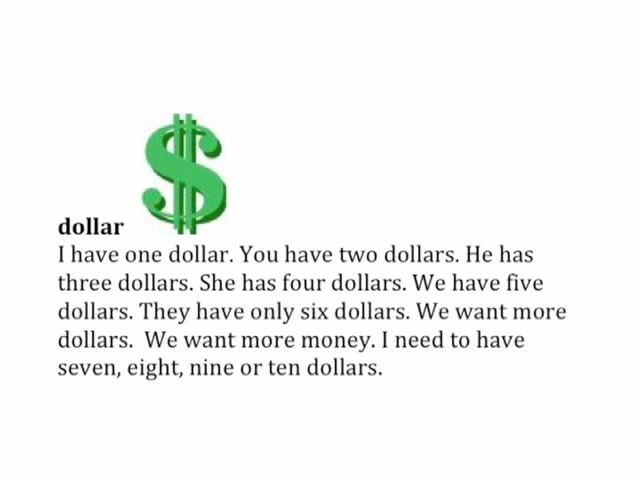 dollar
I have one dollar. You have two dollars. He has
three dollars. She has four dollars. We have five
dollars. They have only six dollars. We want more
dollars.  We want more money. I need to have
seven, eight, nine or ten dollars.